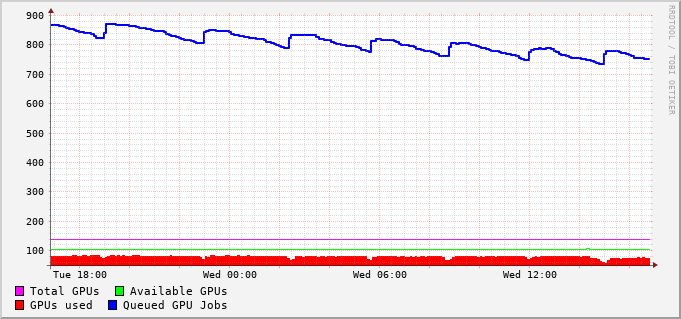 900
800
700
600
500
400
300
200
100
Tue 18:00 Wed 00:00 Wed 06:00 Wed 12:00
Total GPUs Available GPUs
GPUs used Queued GPU Jobs
RRDTOOL / TOBI OETIKER